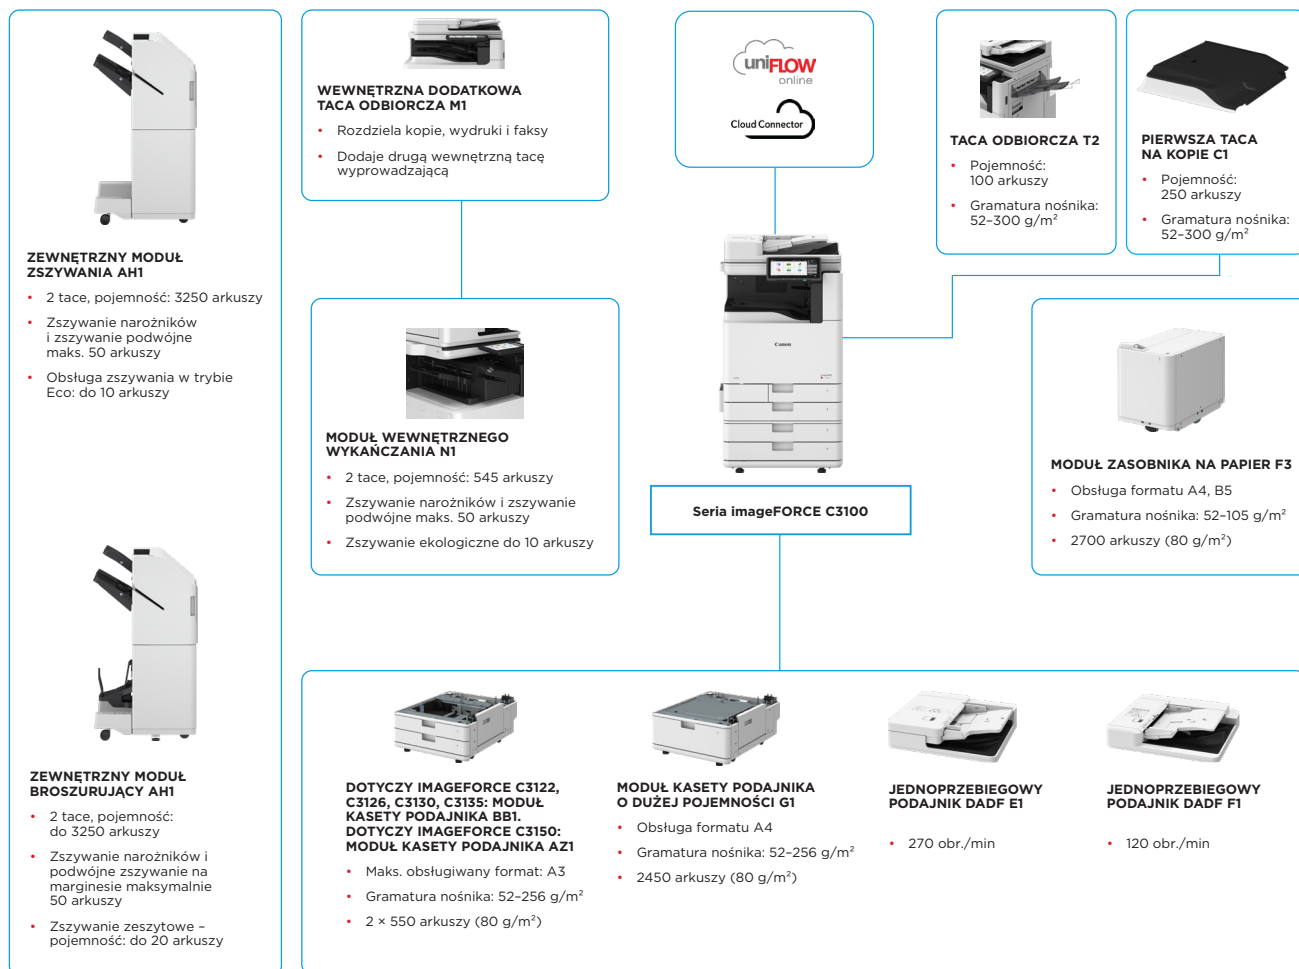 ZEWNĘTRZNY MODUŁ
ZSZYWANIA AH1
• 2 tace, pojemność: 3250 arkuszy
• Zszywanie narożników
i zszywanie podwójne
maks. 50 arkuszy
• Obsługa zszywania w trybie
Eco: do 10 arkuszy
ZEWNĘTRZNY MODUŁ
BROSZURUJĄCY AH1
• 2 tace, pojemność:
do 3250 arkuszy
• Zszywanie narożników i
podwójne zszywanie na
marginesie maksymalnie
50 arkuszy
• Zszywanie zeszytowe –
pojemność: do 20 arkuszy
WEWNĘTRZNA DODATKOWA
TACA ODBIORCZA M1
• Rozdziela kopie, wydruki i faksy
• Dodaje drugą wewnętrzną tacę
wyprowadzającą
MODUŁ WEWNĘTRZNEGO
WYKAŃCZANIA N1
• 2 tace, pojemność: 545 arkuszy
• Zszywanie narożników i zszywanie
podwójne maks. 50 arkuszy
• Zszywanie ekologiczne do 10 arkuszy
uniFLOW
online
Cloud Connector
Canon
Seria imageFORCE C3100
TACA ODBIORCZA T2
• Pojemność:
100 arkuszy
• Gramatura nośnika:
52–300 g/m²
PIERWSZA TACA
NA KOPIE C1
• Pojemność:
250 arkuszy
• Gramatura nośnika:
52–300 g/m²
MODUŁ ZASOBNIKA NA PAPIER F3
• Obsługa formatu A4, B5
• Gramatura nośnika: 52–105 g/m²
• 2700 arkuszy (80 g/m²)
DOTYCZY IMAGEFORCE C3122,
C3126, C3130, C3135: MODUŁ
KASETY PODAJNIKA BB1.
DOTYCZY IMAGEFORCE C3150:
MODUŁ KASETY PODAJNIKA AZ1
• Maks. obsługiwany format: A3
• Gramatura nośnika: 52–256 g/m²
• 2 × 550 arkuszy (80 g/m²)
MODUŁ KASETY PODAJNIKA
O DUŻEJ POJEMNOŚCI G1
• Obsługa formatu A4
• Gramatura nośnika: 52–256 g/m²
• 2450 arkuszy (80 g/m²)
JEDNOPRZEBIEGOWY
PODAJNIK DADF E1
• 270 obr./min
JEDNOPRZEBIEGOWY
PODAJNIK DADF F1
• 120 obr./min